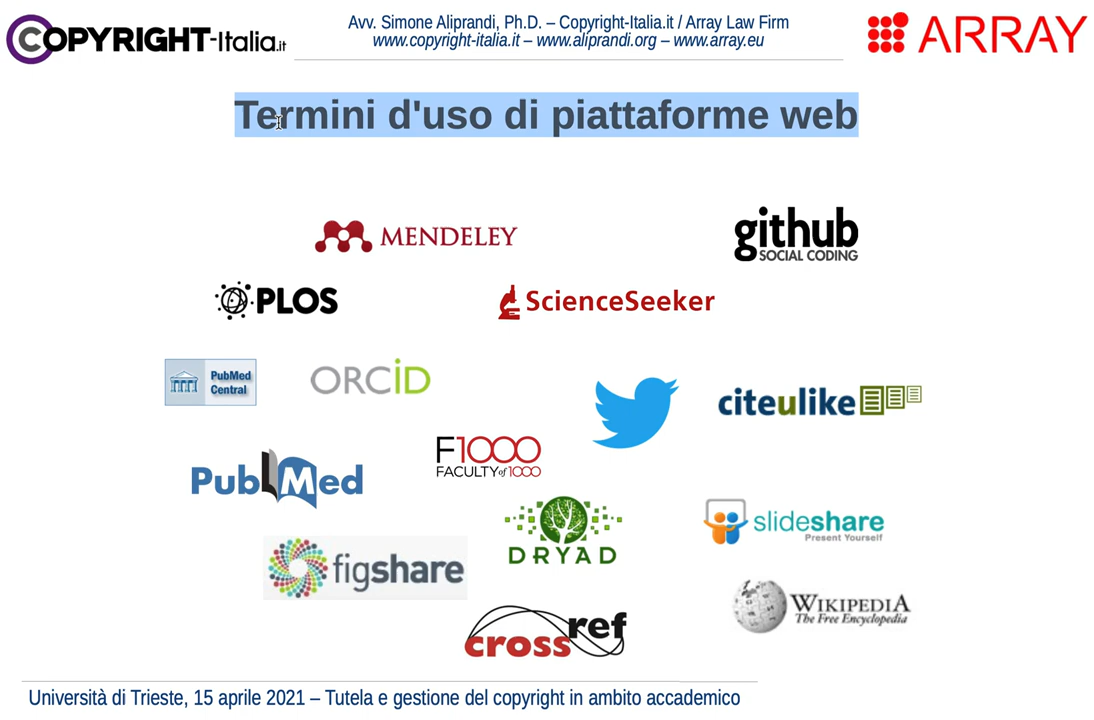 COPYRIGHT-Italia.it
Avv. Simone Aliprandi, Ph.D. – Copyright-Italia.it / Array Law Firm
www.copyright-italia.it – www.aliprandi.org – www.array.eu
ARRAY
Termini d'uso di piattaforme web
MENDELEY
github
SOCIAL CODING
PLOS
ScienceSeeker
PubMed
Central
ORCiD
citeulike
F1000
FACULTY of 1000
PubMed
DRYAD
slideshare
Present Yourself
figshare
WIKIPEDIA
The Free Encyclopedia
crossref
Università di Trieste, 15 aprile 2021 – Tutela e gestione del copyright in ambito accademico